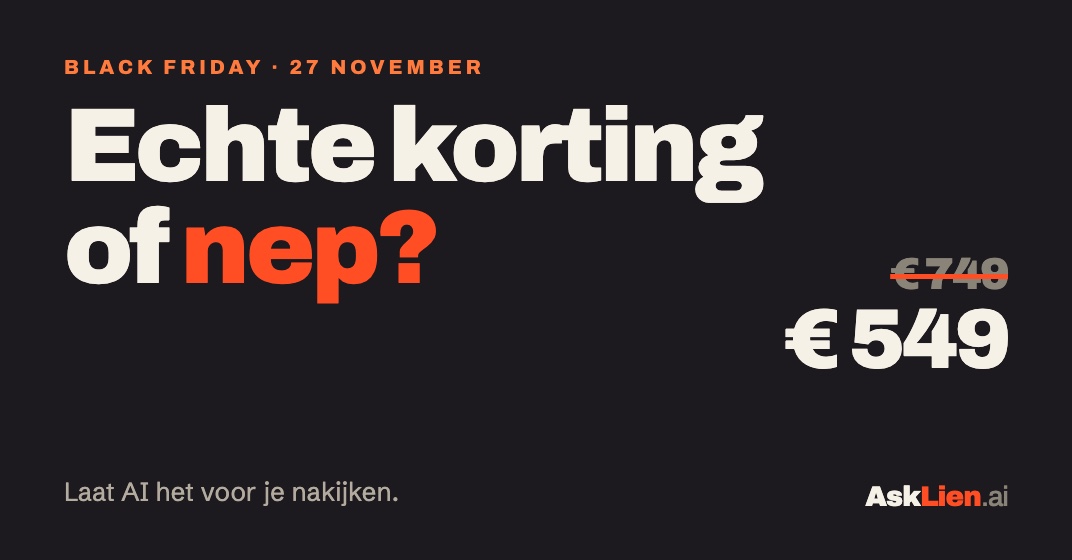 BLACK FRIDAY · 27 NOVEMBER
Echte korting
of nep?
€ 749
€ 549
Laat AI het voor je nakijken.
AskLien.ai